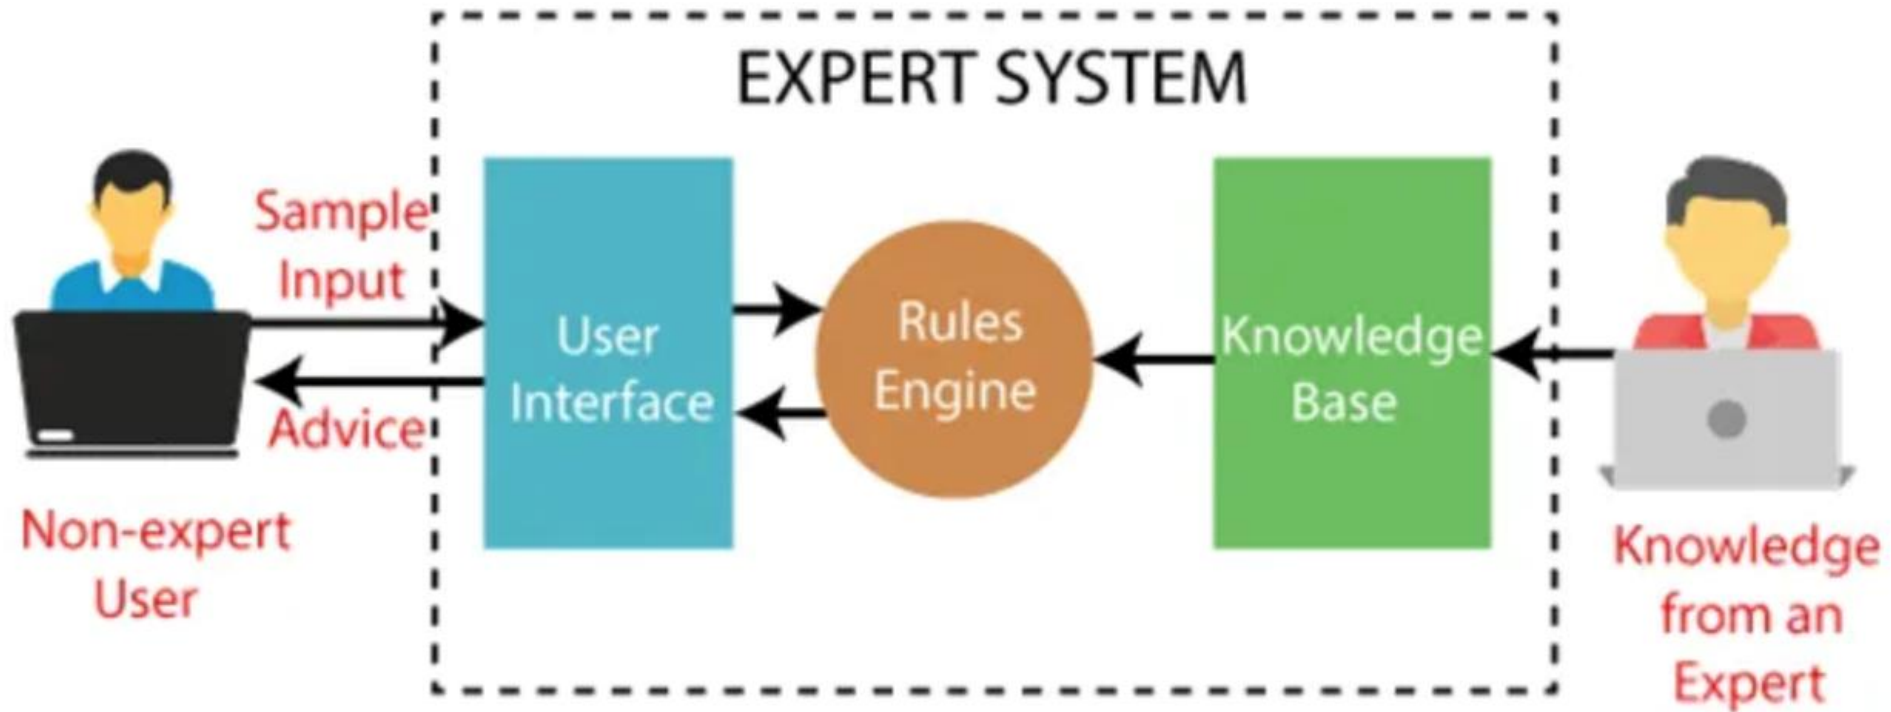 EXPERT SYSTEM
Sample
Input
Advice
Non-expert
User
User
Interface
Rules
Engine
Knowledge
Base
Knowledge
from an
Expert